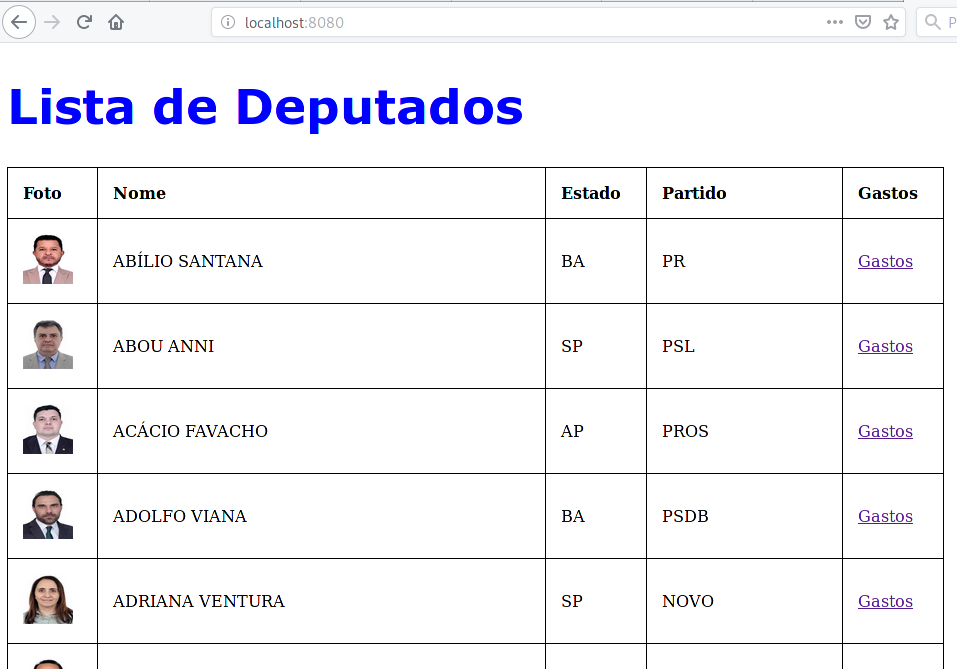 localhost:8080
P
Lista de Deputados
Foto Nome Estado Partido Gastos
ABÍLIO SANTANA BA PR Gastos
ABOU ANNI SP PSL Gastos
ACÁCIO FAVACHO AP PROS Gastos
ADOLFO VIANA BA PSDB Gastos
ADRIANA VENTURA SP NOVO Gastos